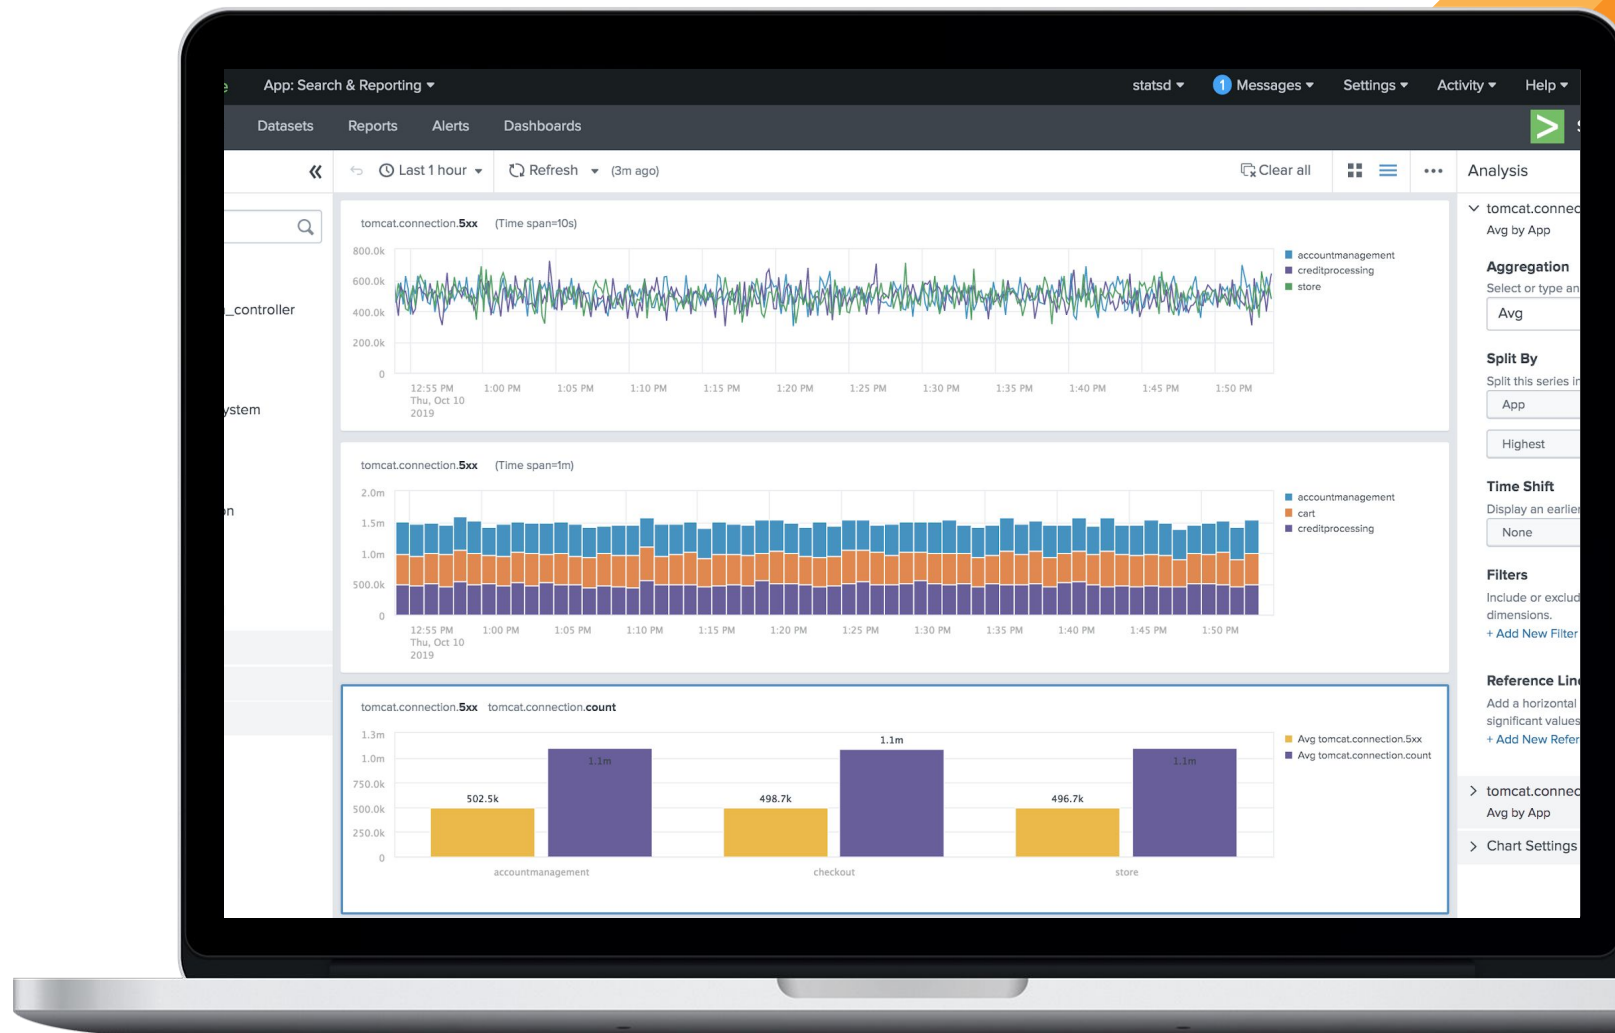 e App: Search & Reporting statsd 1 Messages Settings Activity Help
Datasets Reports Alerts Dashboards
Last 1 hour Refresh (3m ago) Clear all Analysis
_controller
ystem
on
tomcat.connection.5xx (Time span=10s)
800.0k
600.0k
400.0k
200.0k
0
12:55 PM 1:00 PM 1:05 PM 1:10 PM 1:15 PM 1:20 PM 1:25 PM 1:30 PM 1:35 PM 1:40 PM 1:45 PM 1:50 PM
Thu, Oct 10
2019
accountmanagement
creditprocessing
store
tomcat.connection.5xx (Time span=1m)
2.0m
1.5m
1.0m
500.0k
0
12:55 PM 1:00 PM 1:05 PM 1:10 PM 1:15 PM 1:20 PM 1:25 PM 1:30 PM 1:35 PM 1:40 PM 1:45 PM 1:50 PM
Thu, Oct 10
2019
accountmanagement
cart
creditprocessing
tomcat.connection.5xx tomcat.connection.count
1.3m
1.0m
750.0k
500.0k
250.0k
0
502.5k 1.1m 498.7k 1.1m 496.7k 1.1m
accountmanagement checkout store
Avg tomcat.connection.5xx
Avg tomcat.connection.count
tomcat.connec
Avg by App
Aggregation
Select or type an
Avg
Split By
Split this series in
App
Highest
Time Shift
Display an earlier
None
Filters
Include or exclud
dimensions.
+ Add New Filter
Reference Line
Add a horizontal
significant values
+ Add New Refer
tomcat.connec
Avg by App
Chart Settings